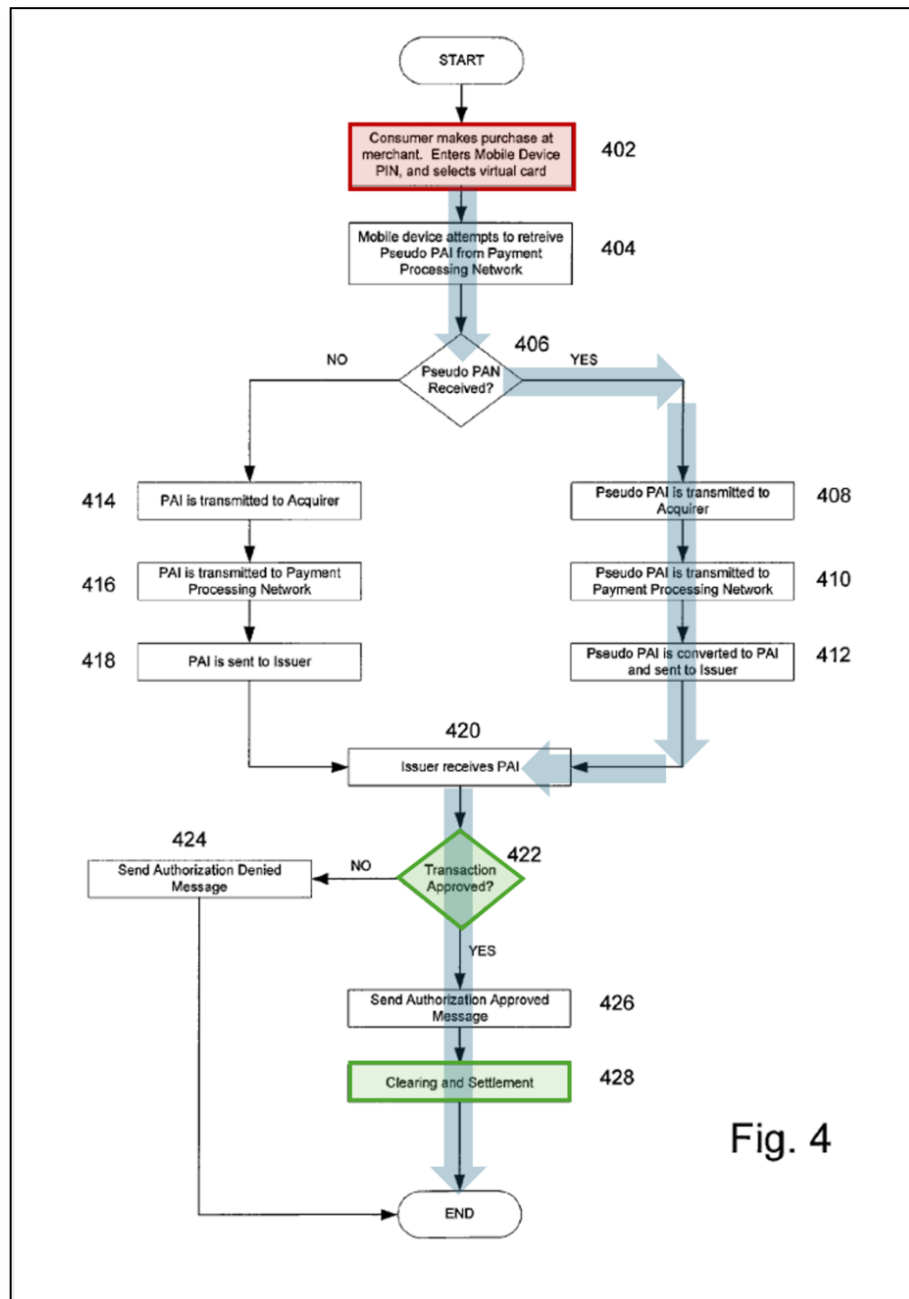 START
Consumer makes purchase at
merchant. Enters Mobile Device
PIN, and selects virtual card
402
Mobile device attempts to retreive
Pseudo PAI from Payment
Processing Network
404
406
NO
YES
Pseudo PAN
Received?
414
PAI is transmitted to Acquirer
Pseudo PAI is transmitted to
Acquirer
408
416
PAI is transmitted to Payment
Processing Network
Pseudo PAI is transmitted to
Payment Processing Network
410
418
PAI is sent to Issuer
Pseudo PAI is converted to PAI
and sent to Issuer
412
420
Issuer receives PAI
424
Send Authorization Denied
Message
NO
422
Transaction
Approved?
YES
Send Authorization Approved
Message
426
Clearing and Settlement
428
Fig. 4
END